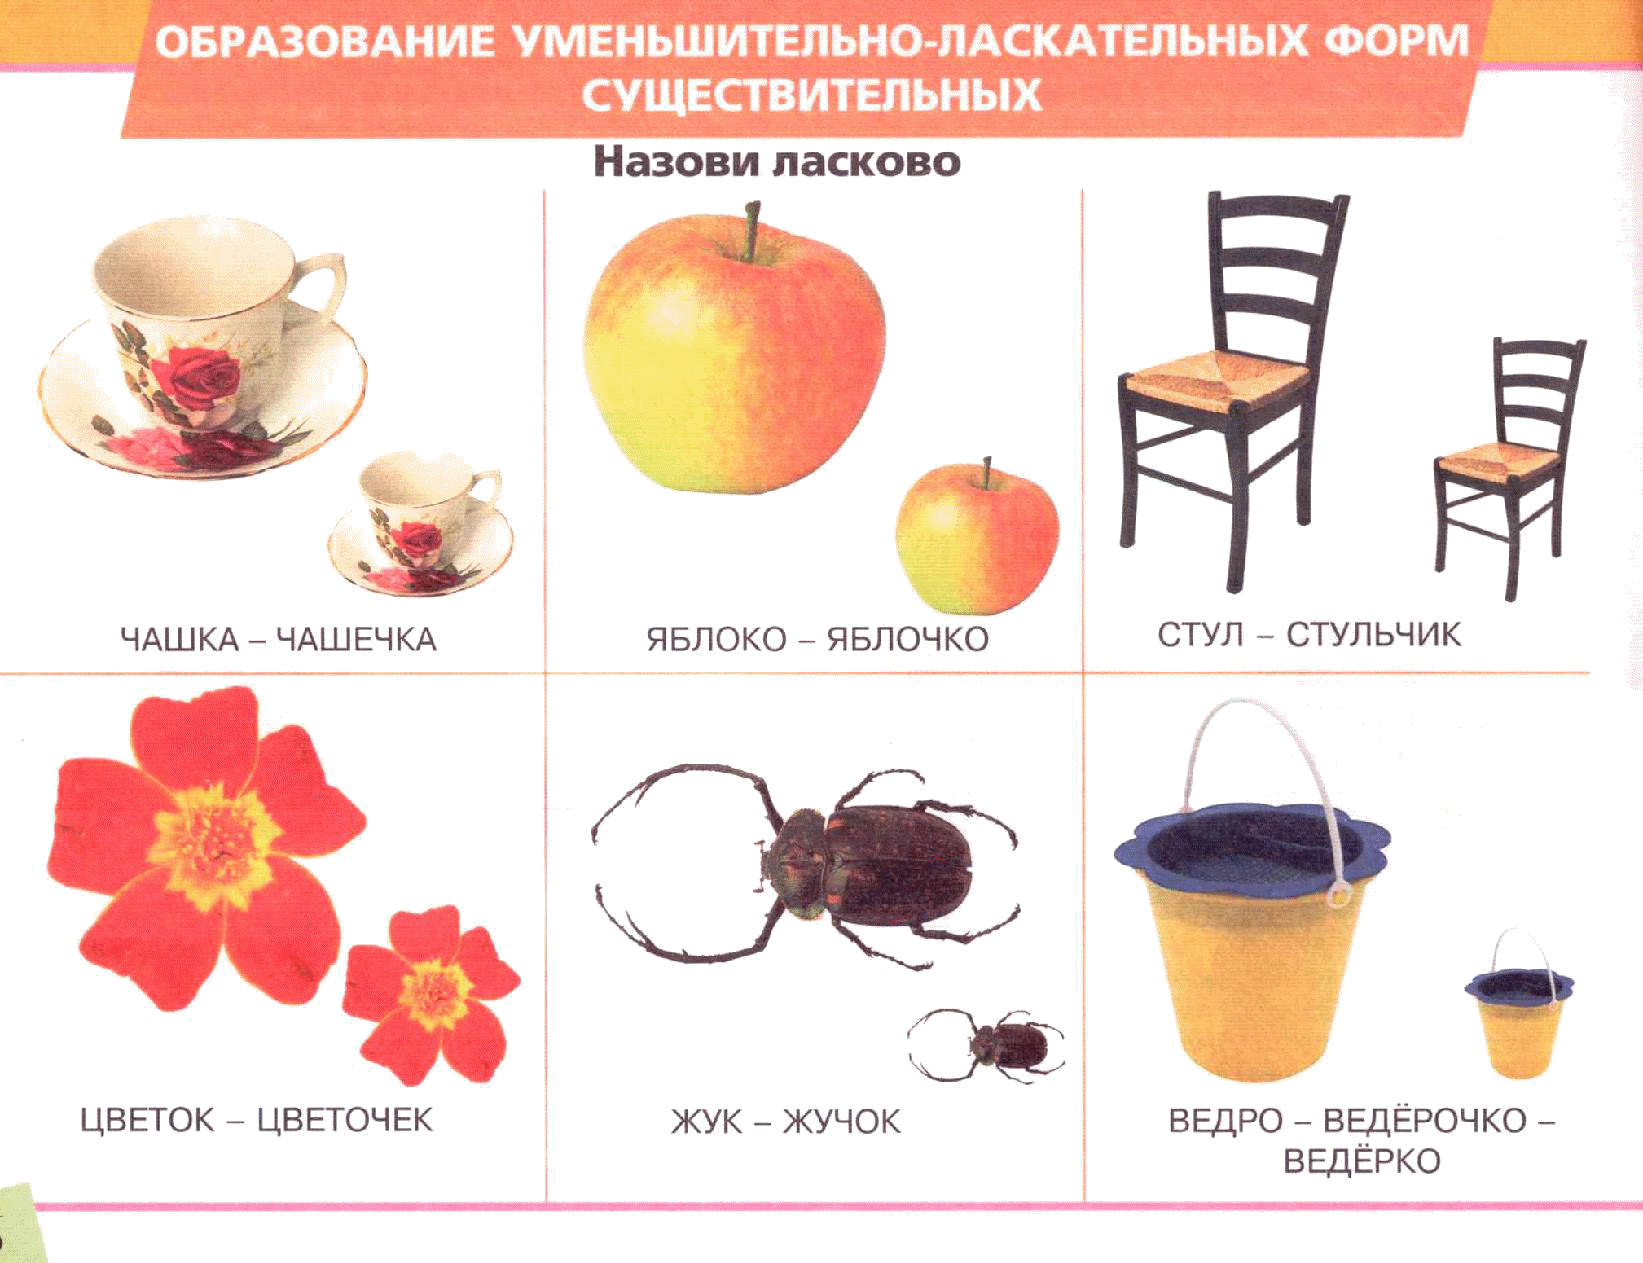 ОБРАЗОВАНИЕ УМЕНЬШИТЕЛЬНО-ЛАСКАТЕЛЬНЫХ ФОРМ
СУЩЕСТВИТЕЛЬНЫХ
Назови ласково
ЧАШКА – ЧАШЕЧКА
ЯБЛОКО – ЯБЛОЧКО
СТУЛ – СТУЛЬЧИК
ЦВЕТОК – ЦВЕТОЧЕК
ЖУК – ЖУЧОК
ВЕДРО – ВЕДЁРОЧКО –
ВЕДЁРКО